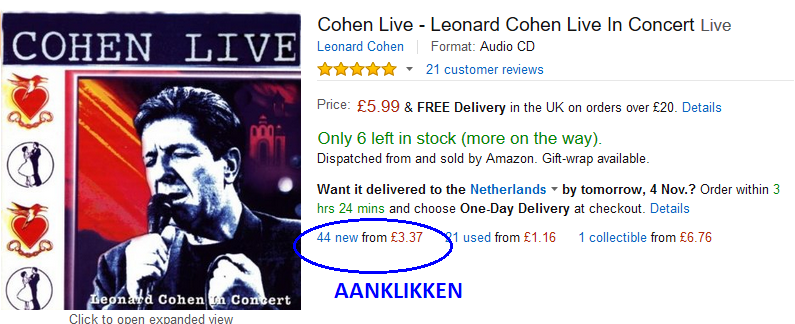 COHEN LIVE
Leonard Cohen in Concert
Click to open expanded view
Cohen Live - Leonard Cohen Live In Concert Live
Leonard Cohen Format: Audio CD
21 customer reviews
Price: £5.99 & FREE Delivery in the UK on orders over £20. Details
Only 6 left in stock (more on the way).
Dispatched from and sold by Amazon. Gift-wrap available.
Want it delivered to the Netherlands by tomorrow, 4 Nov.? Order within 3
hrs 24 mins and choose One-Day Delivery at checkout. Details
44 new from £3.37 21 used from £1.16 1 collectible from £6.76
AANKLIKKEN